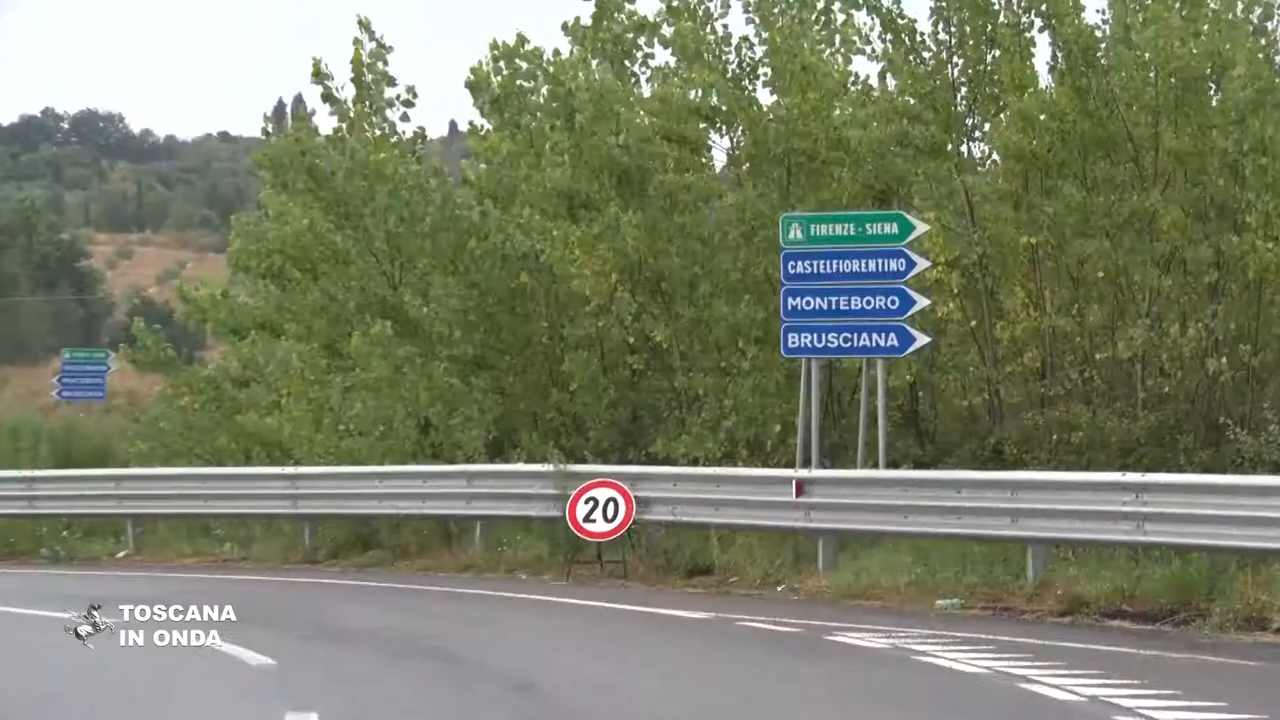 FIRENZE - SIENA
CASTELFIORENTINO
MONTEBORO
BRUSCIANA
20
TOSCANA
IN ONDA